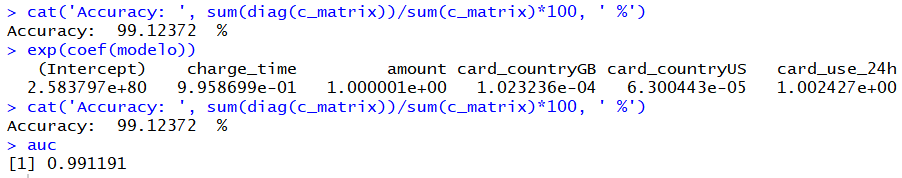 > cat('Accuracy: ', sum(diag(c_matrix))/sum(c_matrix)*100, ' %')
Accuracy:  99.12372  %
> exp(coef(modelo))
  (Intercept)   charge_time        amount card_countryGB card_countryUS  card_use_24h
 2.583797e+80  9.958699e-01  1.000001e+00   1.023236e-04   6.300443e-05  1.002427e+00
> cat('Accuracy: ', sum(diag(c_matrix))/sum(c_matrix)*100, ' %')
Accuracy:  99.12372  %
> auc
[1] 0.991191